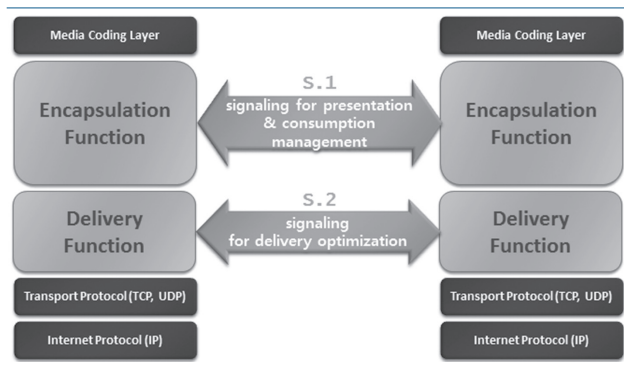 Media Coding Layer
Media Coding Layer
Encapsulation
Function
S.1
signaling for presentation
& consumption
management
Encapsulation
Function
Delivery
Function
S.2
signaling
for delivery optimization
Delivery
Function
Transport Protocol (TCP, UDP)
Transport Protocol (TCP, UDP)
Internet Protocol (IP)
Internet Protocol (IP)